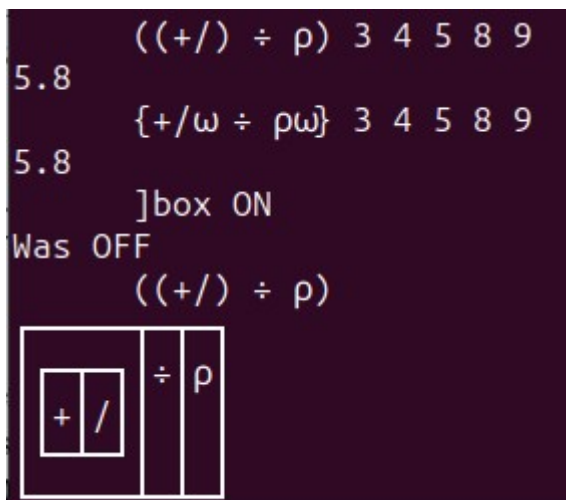 ((+/) ÷ ρ) 3 4 5 8 9
5.8
{+/ω ÷ ρω} 3 4 5 8 9
5.8
]box ON
Was OFF
((+/) ÷ ρ)
+ / ÷ ρ